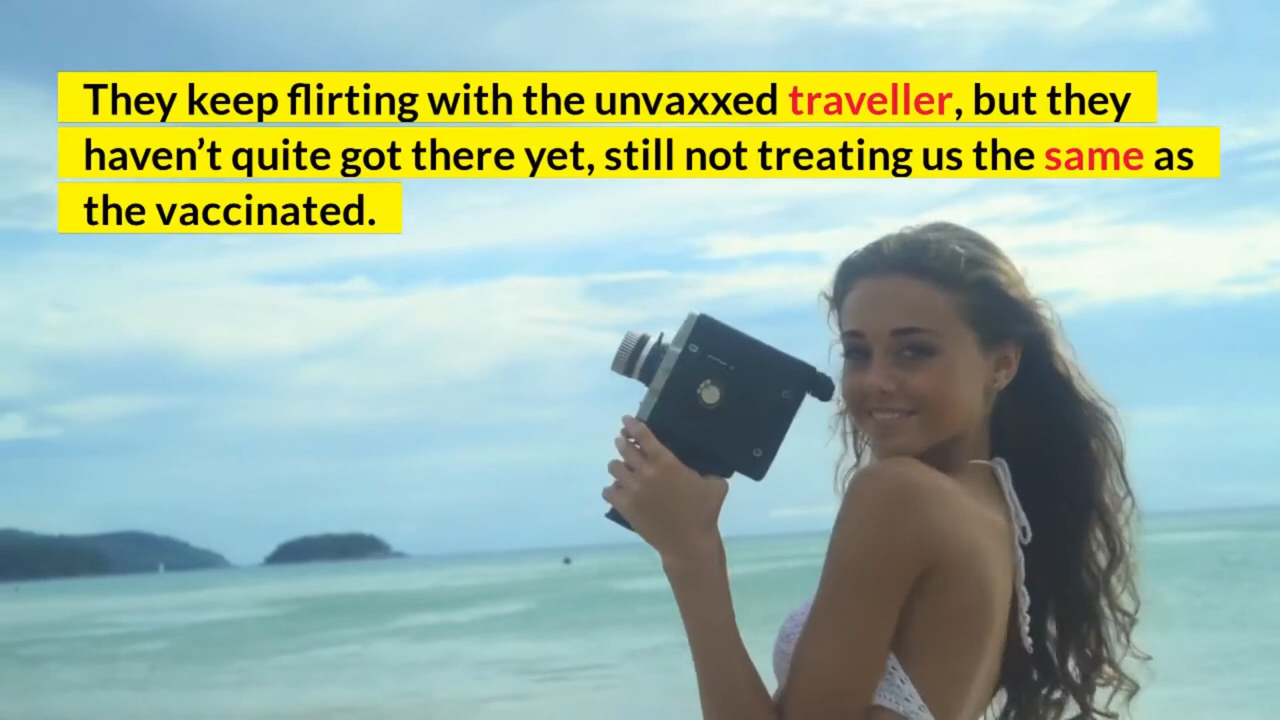 They keep flirting with the unvaxxed traveller, but they
haven’t quite got there yet, still not treating us the same as
the vaccinated.